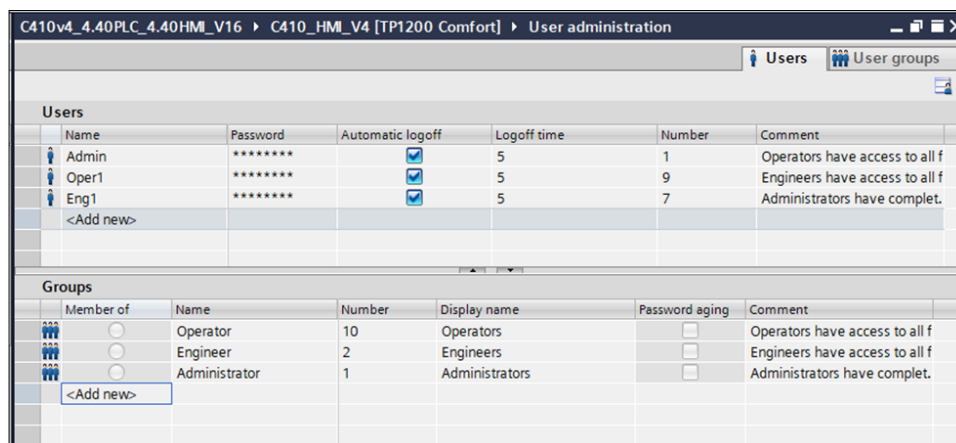 C410v4_4.40PLC_4.40HMI_V16 ▸ C410_HMI_V4 [TP1200 Comfort] ▸ User administration
Users User groups
Users
Name Password Automatic logoff Logoff time Number Comment
Admin ******** 5 1 Operators have access to all f
Oper1 ******** 5 9 Engineers have access to all f
Eng1 ******** 5 7 Administrators have complet.
<Add new>
Groups
Member of Name Number Display name Password aging Comment
Operator 10 Operators Operators have access to all f
Engineer 2 Engineers Engineers have access to all f
Administrator 1 Administrators Administrators have complet.
<Add new>